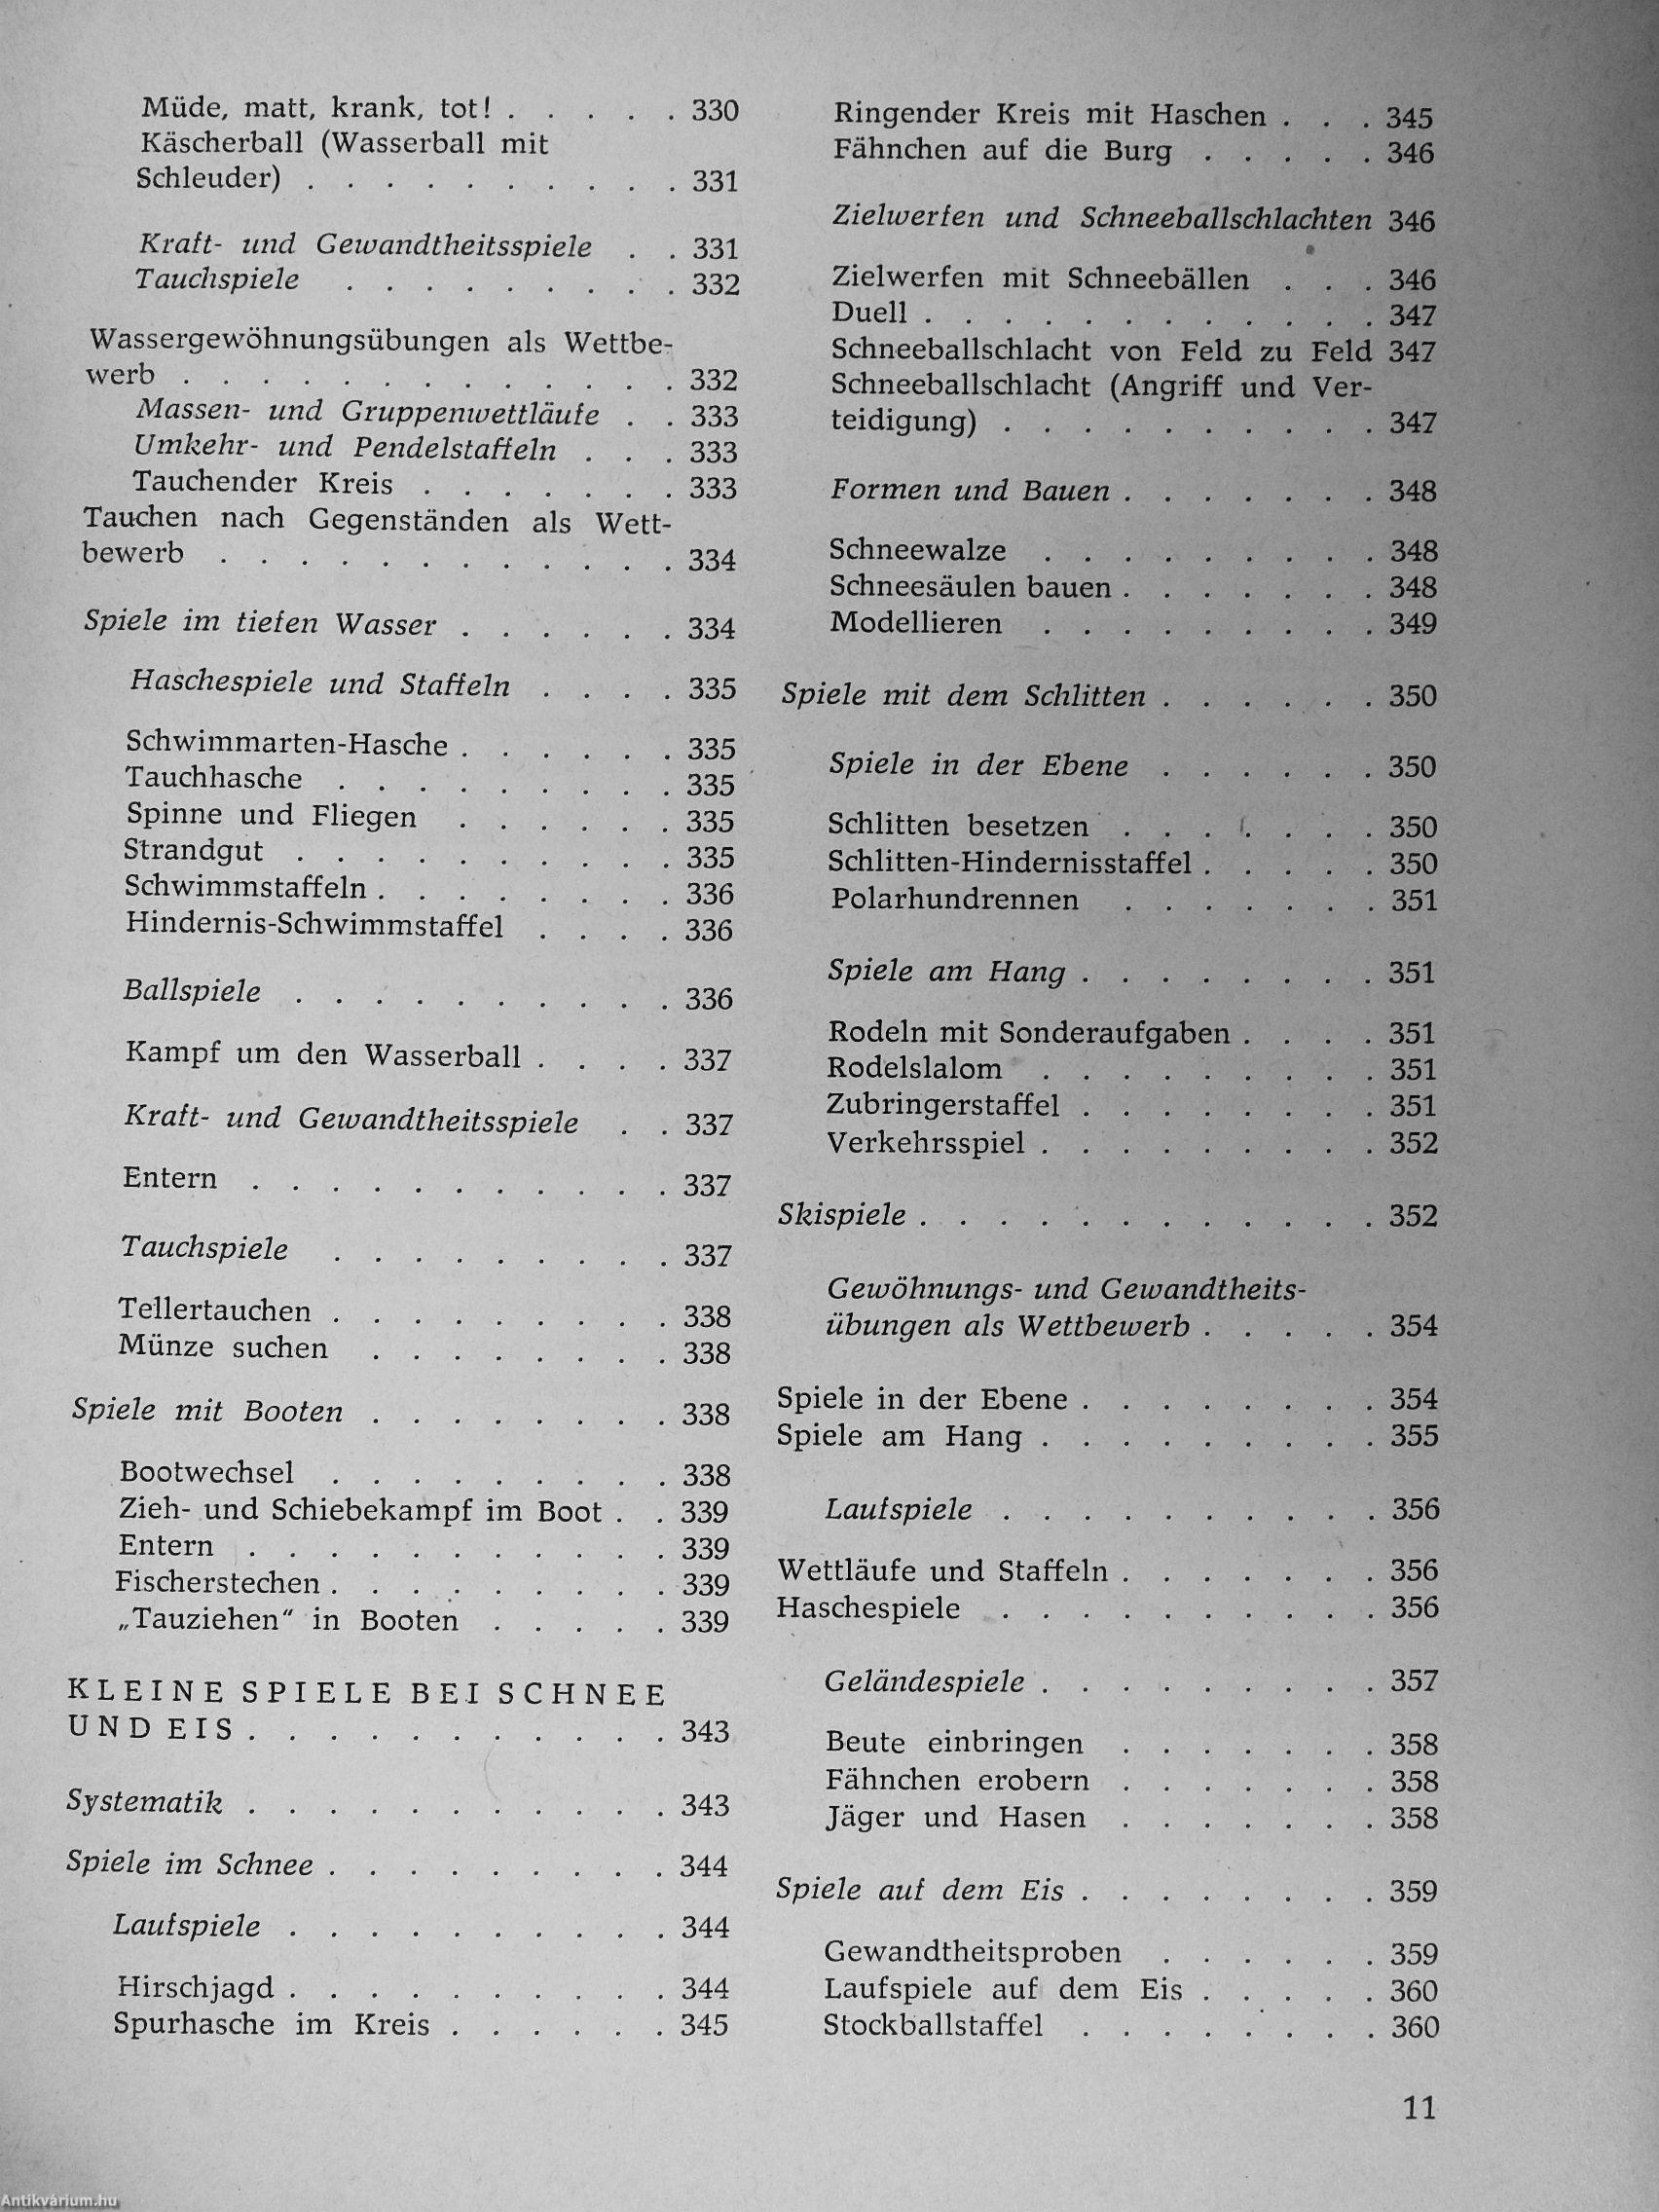 Müde, matt, krank, tot! . . . . . 330
Käscherball (Wasserball mit
Schleuder) . . . . . . . . . . 331
Kraft- und Gewandtheitsspiele . . 331
Tauchspiele . . . . . . . . . 332
Wassergewöhnungsübungen als Wettbe-
werb . . . . . . . . . . . . . 332
Massen- und Gruppenwettläufe . . 333
Umkehr- und Pendelstaffeln . . . 333
Tauchender Kreis . . . . . . . 333
Tauchen nach Gegenständen als Wett-
bewerb . . . . . . . . . . . . 334
Spiele im tiefen Wasser . . . . . . 334
Haschespiele und Staffeln . . . . 335
Schwimmarten-Hasche . . . . . . 335
Tauchhasche . . . . . . . . . 335
Spinne und Fliegen . . . . . . 335
Strandgut . . . . . . . . . . 335
Schwimmstaffeln . . . . . . . . 336
Hindernis-Schwimmstaffel . . . . 336
Ballspiele . . . . . . . . . . 336
Kampf um den Wasserball . . . . 337
Kraft- und Gewandtheitsspiele . . 337
Entern . . . . . . . . . . . 337
Tauchspiele . . . . . . . . . 337
Tellertauchen . . . . . . . . . 338
Münze suchen . . . . . . . . 338
Spiele mit Booten . . . . . . . . 338
Bootwechsel . . . . . . . . . 338
Zieh- und Schiebekampf im Boot . . 339
Entern . . . . . . . . . . . 339
Fischerstechen . . . . . . . . . 339
„Tauziehen“ in Booten . . . . . 339
KLEINE SPIELE BEI SCHNEE
UND EIS . . . . . . . . . . . 343
Systematik . . . . . . . . . . . 343
Spiele im Schnee . . . . . . . . . 344
Laufspiele . . . . . . . . . . 344
Hirschjagd . . . . . . . . . . 344
Spurhasche im Kreis . . . . . . 345
Ringender Kreis mit Haschen . . . 345
Fähnchen auf die Burg . . . . . 346
Zielwerfen und Schneeballschlachten 346
Zielwerfen mit Schneebällen . . . 346
Duell . . . . . . . . . . . . 347
Schneeballschlacht von Feld zu Feld 347
Schneeballschlacht (Angriff und Ver-
teidigung) . . . . . . . . . . 347
Formen und Bauen . . . . . . . 348
Schneewalze . . . . . . . . . 348
Schneesäulen bauen . . . . . . . 348
Modellieren . . . . . . . . . 349
Spiele mit dem Schlitten . . . . . . 350
Spiele in der Ebene . . . . . . 350
Schlitten besetzen . . . . . . . 350
Schlitten-Hindernisstaffel . . . . . 350
Polarhundrennen . . . . . . . 351
Spiele am Hang . . . . . . . . 351
Rodeln mit Sonderaufgaben . . . . 351
Rodelslalom . . . . . . . . . 351
Zubringerstaffel . . . . . . . . 351
Verkehrsspiel . . . . . . . . . 352
Skispiele . . . . . . . . . . . . 352
Gewöhnungs- und Gewandtheits-
übungen als Wettbewerb . . . . . 354
Spiele in der Ebene . . . . . . . . 354
Spiele am Hang . . . . . . . . . 355
Laufspiele . . . . . . . . . . 356
Wettläufe und Staffeln . . . . . . . 356
Haschespiele . . . . . . . . . . 356
Geländespiele . . . . . . . . . 357
Beute einbringen . . . . . . . 358
Fähnchen erobern . . . . . . . 358
Jäger und Hasen . . . . . . . 358
Spiele auf dem Eis . . . . . . . . 359
Gewandtheitsproben . . . . . . 359
Laufspiele auf dem Eis . . . . . 360
Stockballstaffel . . . . . . . . 360
11
Antikvárium.hu